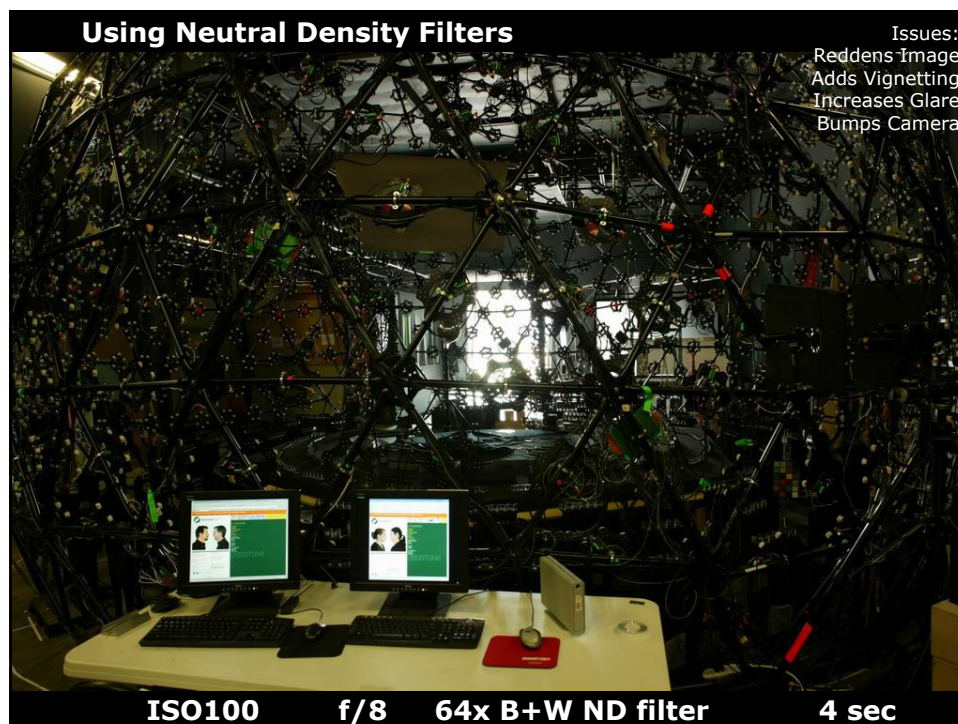 Using Neutral Density Filters
Issues:
Reddens Image
Adds Vignetting
Increases Glare
Bumps Camera
ISO100 f/8 64x B+W ND filter 4 sec